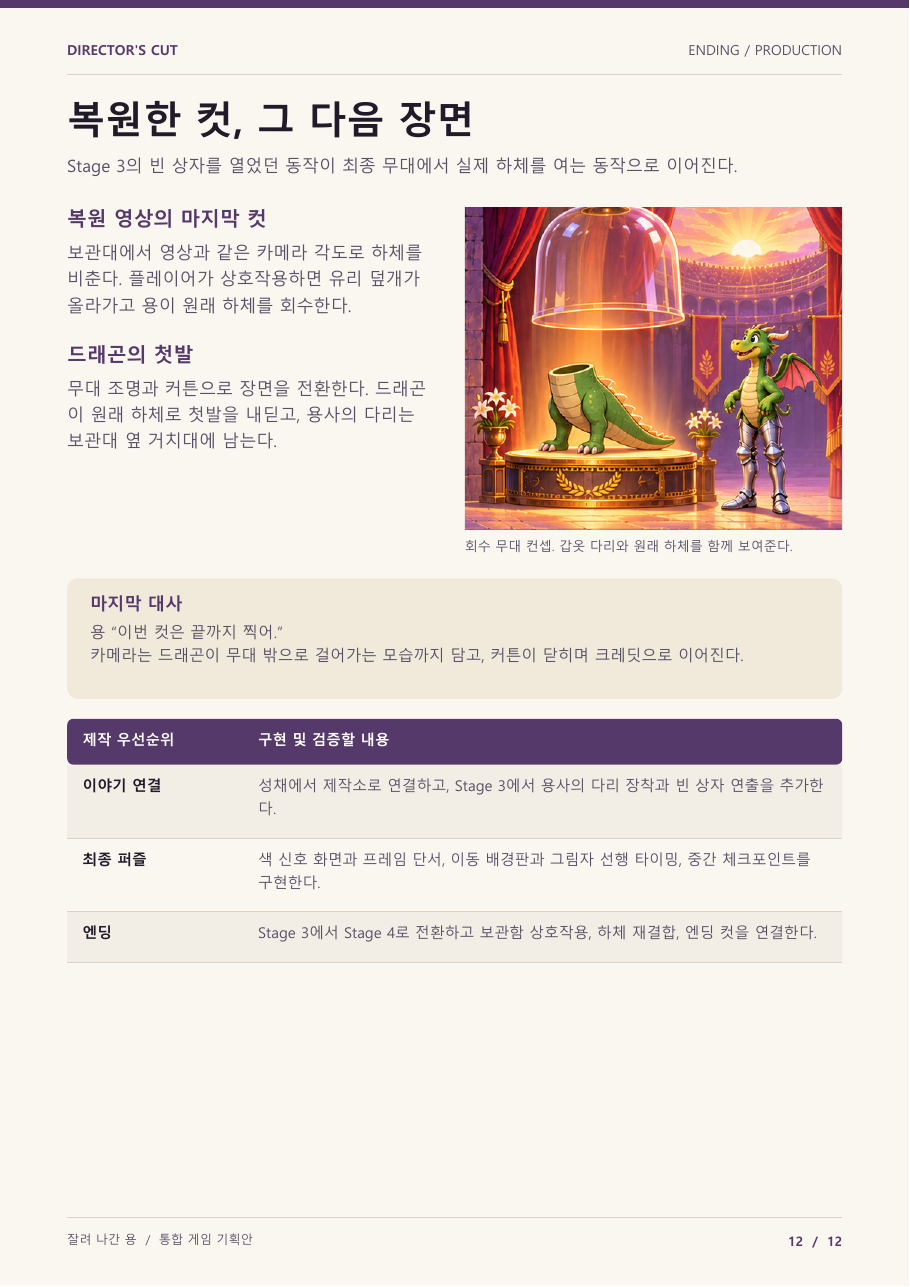 DIRECTOR'S CUT
ENDING / PRODUCTION
복원한 컷, 그 다음 장면
Stage 3의 빈 상자를 열었던 동작이 최종 무대에서 실제 하체를 여는 동작으로 이어진다.
복원 영상의 마지막 컷
보관대에서 영상과 같은 카메라 각도로 하체를
비춘다. 플레이어가 상호작용하면 유리 덮개가
올라가고 용이 원래 하체를 회수한다.
드래곤의 첫발
무대 조명과 커튼으로 장면을 전환한다. 드래곤
이 원래 하체로 첫발을 내딛고, 용사의 다리는
보관대 옆 거치대에 남는다.
회수 무대 컨셉. 갑옷 다리와 원래 하체를 함께 보여준다.
마지막 대사
용 “이번 컷은 끝까지 찍어.”
카메라는 드래곤이 무대 밖으로 걸어가는 모습까지 담고, 커튼이 닫히며 크레딧으로 이어진다.
제작 우선순위
구현 및 검증할 내용
이야기 연결
성채에서 제작소로 연결하고, Stage 3에서 용사의 다리 장착과 빈 상자 연출을 추가한
다.
최종 퍼즐
색 신호 화면과 프레임 단서, 이동 배경판과 그림자 선행 타이밍, 중간 체크포인트를
구현한다.
엔딩
Stage 3에서 Stage 4로 전환하고 보관함 상호작용, 하체 재결합, 엔딩 컷을 연결한다.
잘려 나간 용 / 통합 게임 기획안
12 / 12